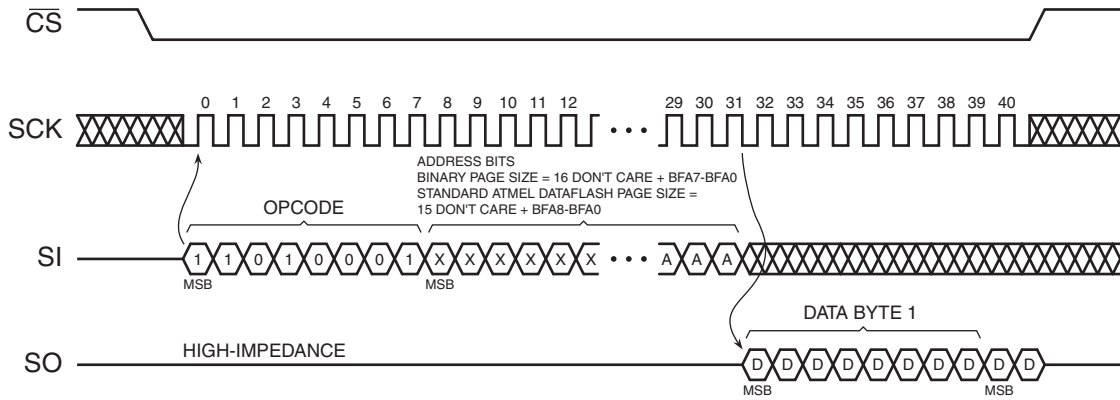 CS
SCK
0 1 2 3 4 5 6 7 8 9 10 11 12 29 30 31 32 33 34 35 36 37 38 39 40
ADDRESS BITS
BINARY PAGE SIZE = 16 DON'T CARE + BFA7-BFA0
STANDARD ATMEL DATAFLASH PAGE SIZE =
15 DON'T CARE + BFA8-BFA0
OPCODE
SI
1 1 0 1 0 0 0 1 X X X X X X • • • A A A
MSB MSB
DATA BYTE 1
SO
HIGH-IMPEDANCE
D D D D D D D D D D
MSB MSB